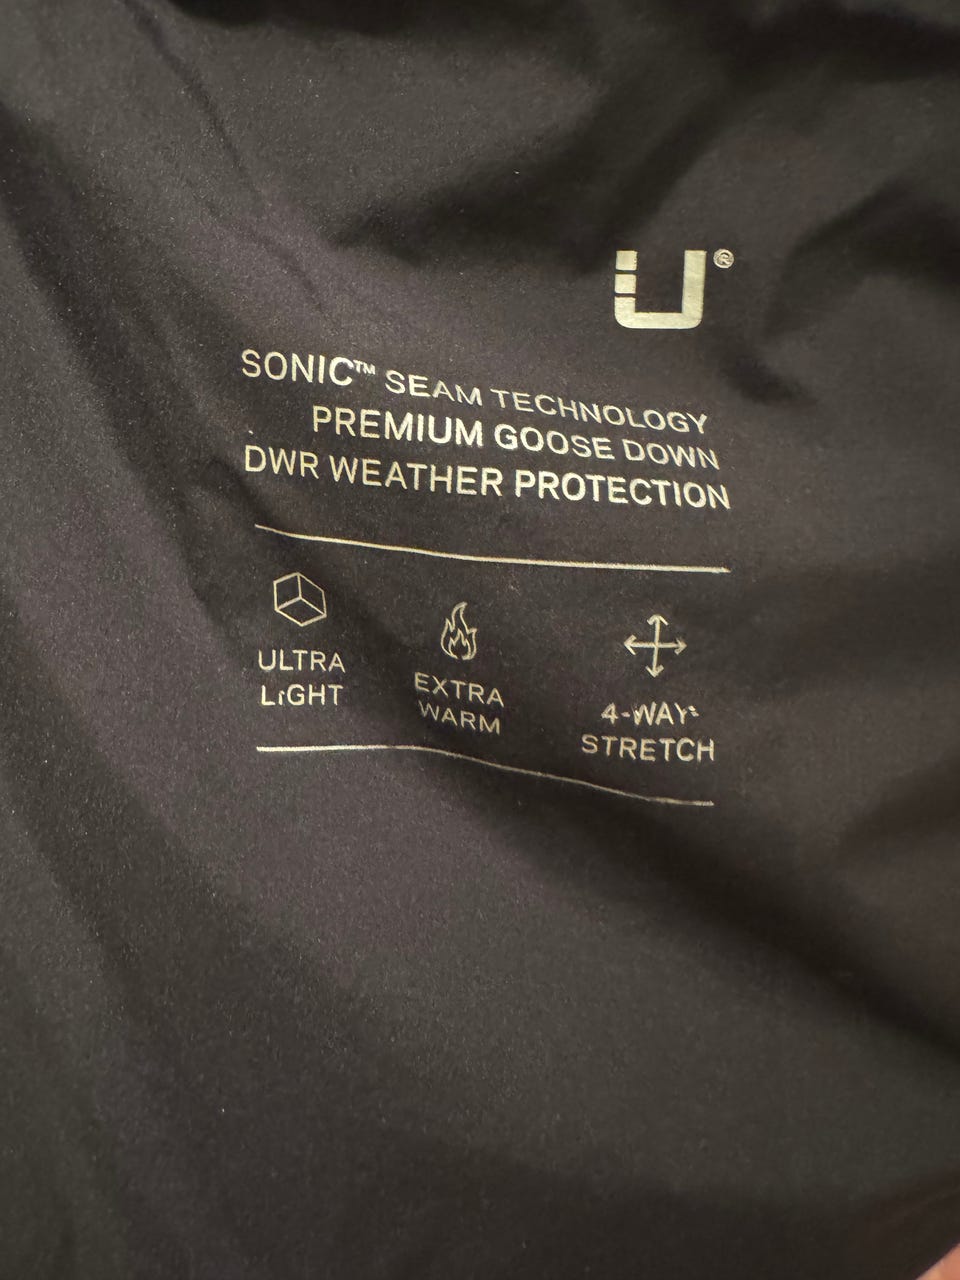 U®
SONIC™ SEAM TECHNOLOGY
PREMIUM GOOSE DOWN
DWR WEATHER PROTECTION
ULTRA
LIGHT
EXTRA
WARM
4-WAY
STRETCH